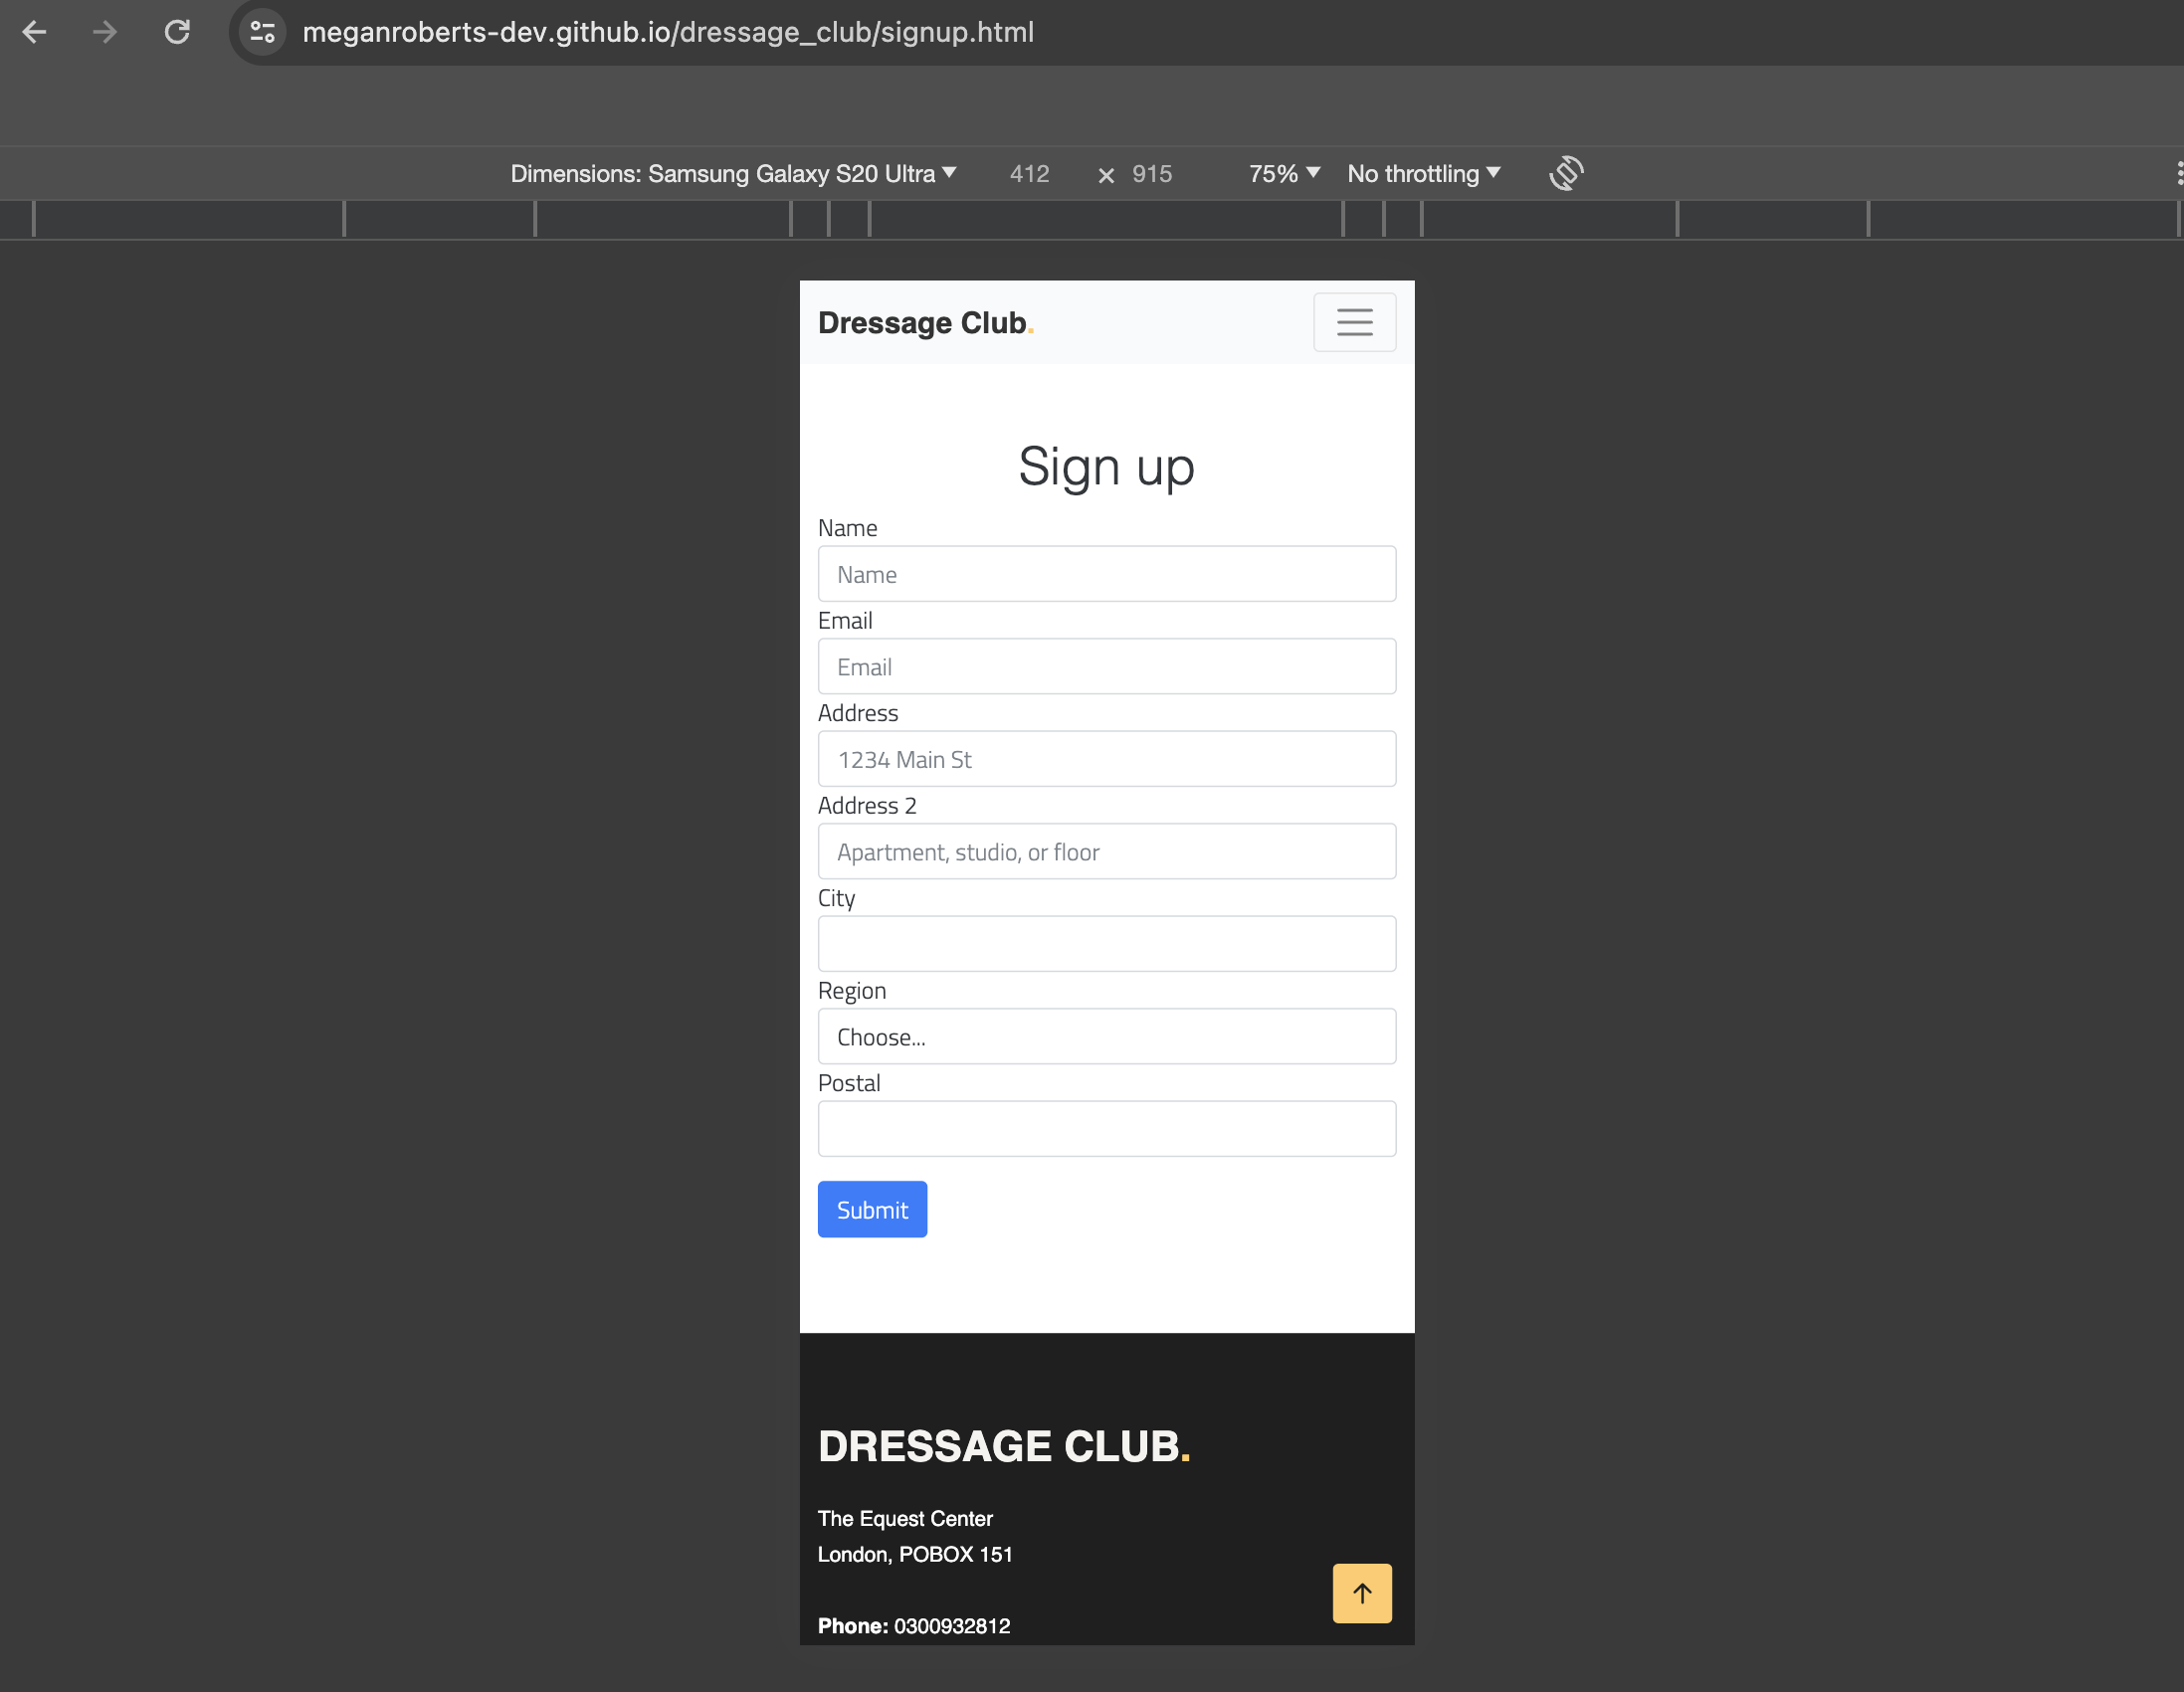 meganroberts-dev.github.io/dressage_club/signup.html
Dimensions: Samsung Galaxy S20 Ultra 412 × 915 75% No throttling
Dressage Club.
Sign up
Name
Name
Email
Email
Address
1234 Main St
Address 2
Apartment, studio, or floor
City
Region
Choose...
Postal
Submit
DRESSAGE CLUB.
The Equest Center
London, POBOX 151
Phone: 0300932812